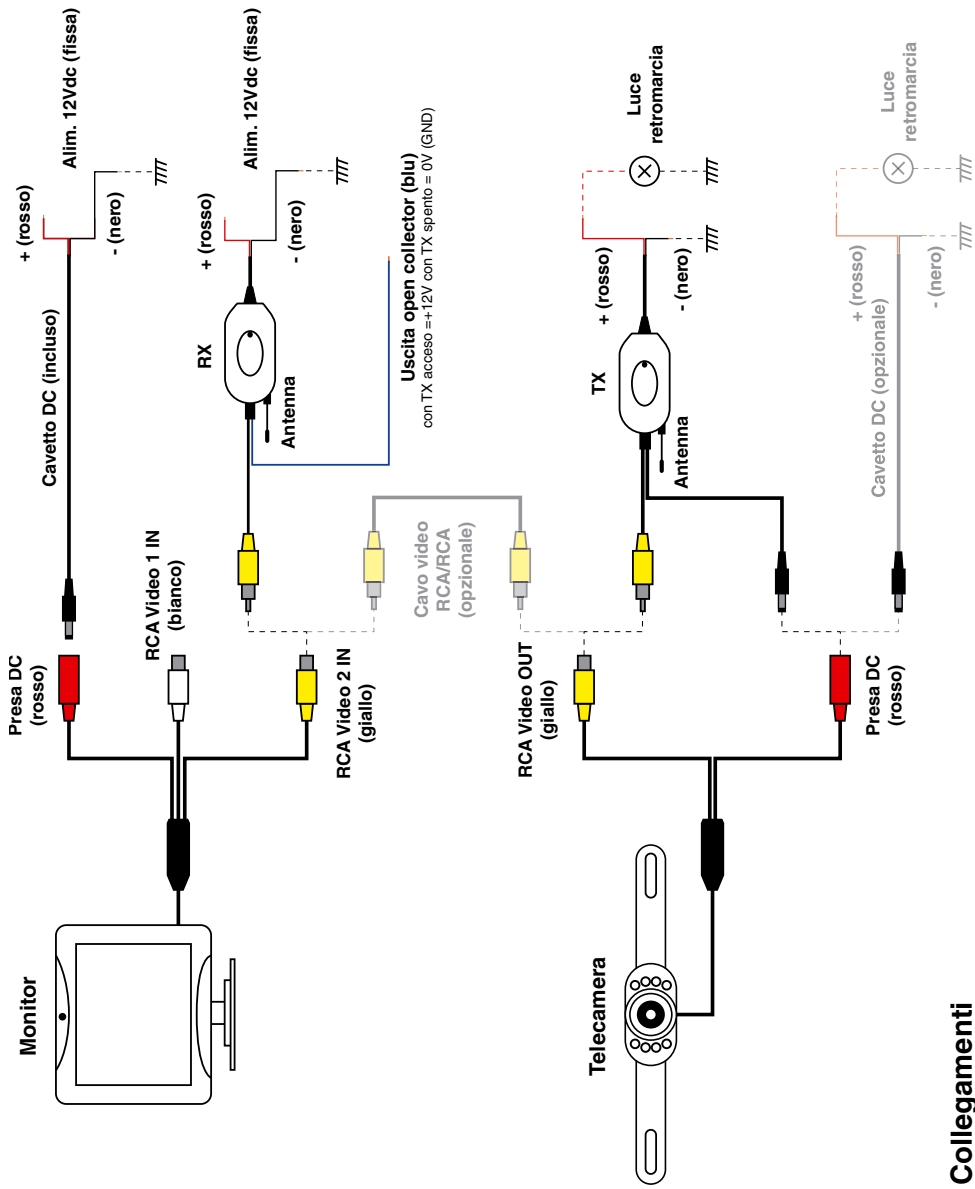 Collegamenti
Monitor
Presa DC
(rosso)
Cavetto DC (incluso)
+ (rosso)
- (nero)
Alim. 12Vdc (fissa)
RCA Video 1 IN
(bianco)
RCA Video 2 IN
(giallo)
RX
Antenna
+ (rosso)
- (nero)
Alim. 12Vdc (fissa)
Uscita open collector (blu)
con TX acceso =+12V con TX spento = 0V (GND)
Cavo video
RCA/RCA
(opzionale)
Telecamera
RCA Video OUT
(giallo)
TX
Antenna
+ (rosso)
- (nero)
Luce
retromarcia
Presa DC
(rosso)
Cavetto DC (opzionale)
+ (rosso)
- (nero)
Luce
retromarcia